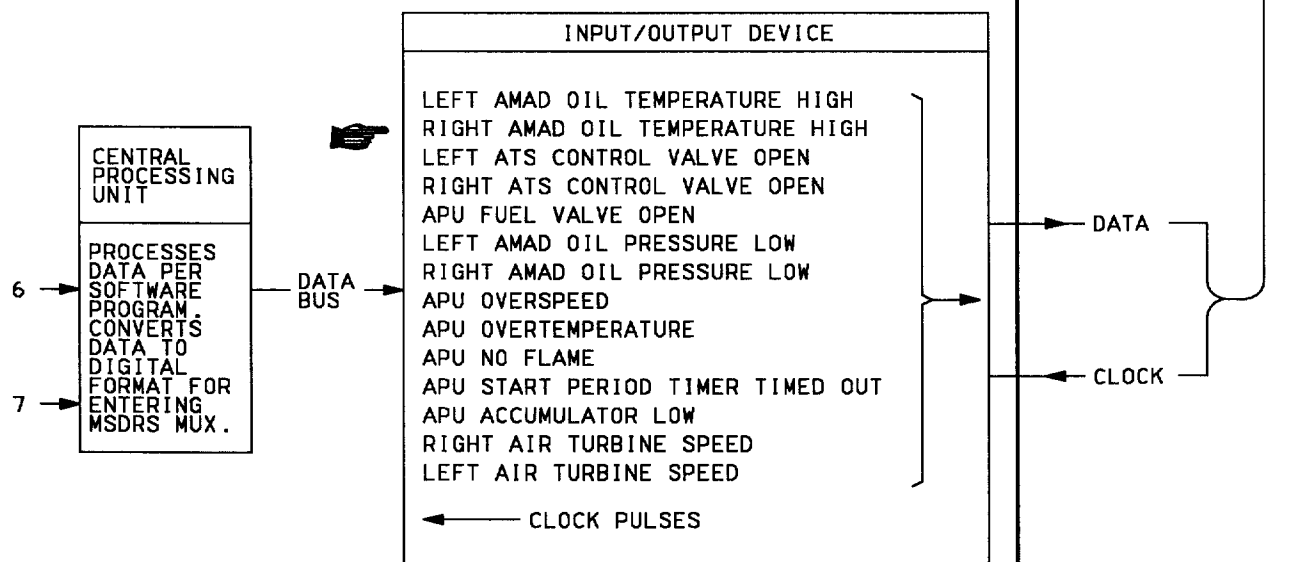 INPUT/OUTPUT DEVICE
LEFT AMAD OIL TEMPERATURE HIGH
RIGHT AMAD OIL TEMPERATURE HIGH
LEFT ATS CONTROL VALVE OPEN
RIGHT ATS CONTROL VALVE OPEN
APU FUEL VALVE OPEN
LEFT AMAD OIL PRESSURE LOW
RIGHT AMAD OIL PRESSURE LOW
APU OVERSPEED
APU OVERTEMPERATURE
APU NO FLAME
APU START PERIOD TIMER TIMED OUT
APU ACCUMULATOR LOW
RIGHT AIR TURBINE SPEED
LEFT AIR TURBINE SPEED
CLOCK PULSES
CENTRAL
PROCESSING
UNIT
PROCESSES
DATA PER
SOFTWARE
PROGRAM.
CONVERTS
DATA TO
DIGITAL
FORMAT FOR
ENTERING
MSDRS MUX.
6
7
DATA
BUS
DATA
CLOCK